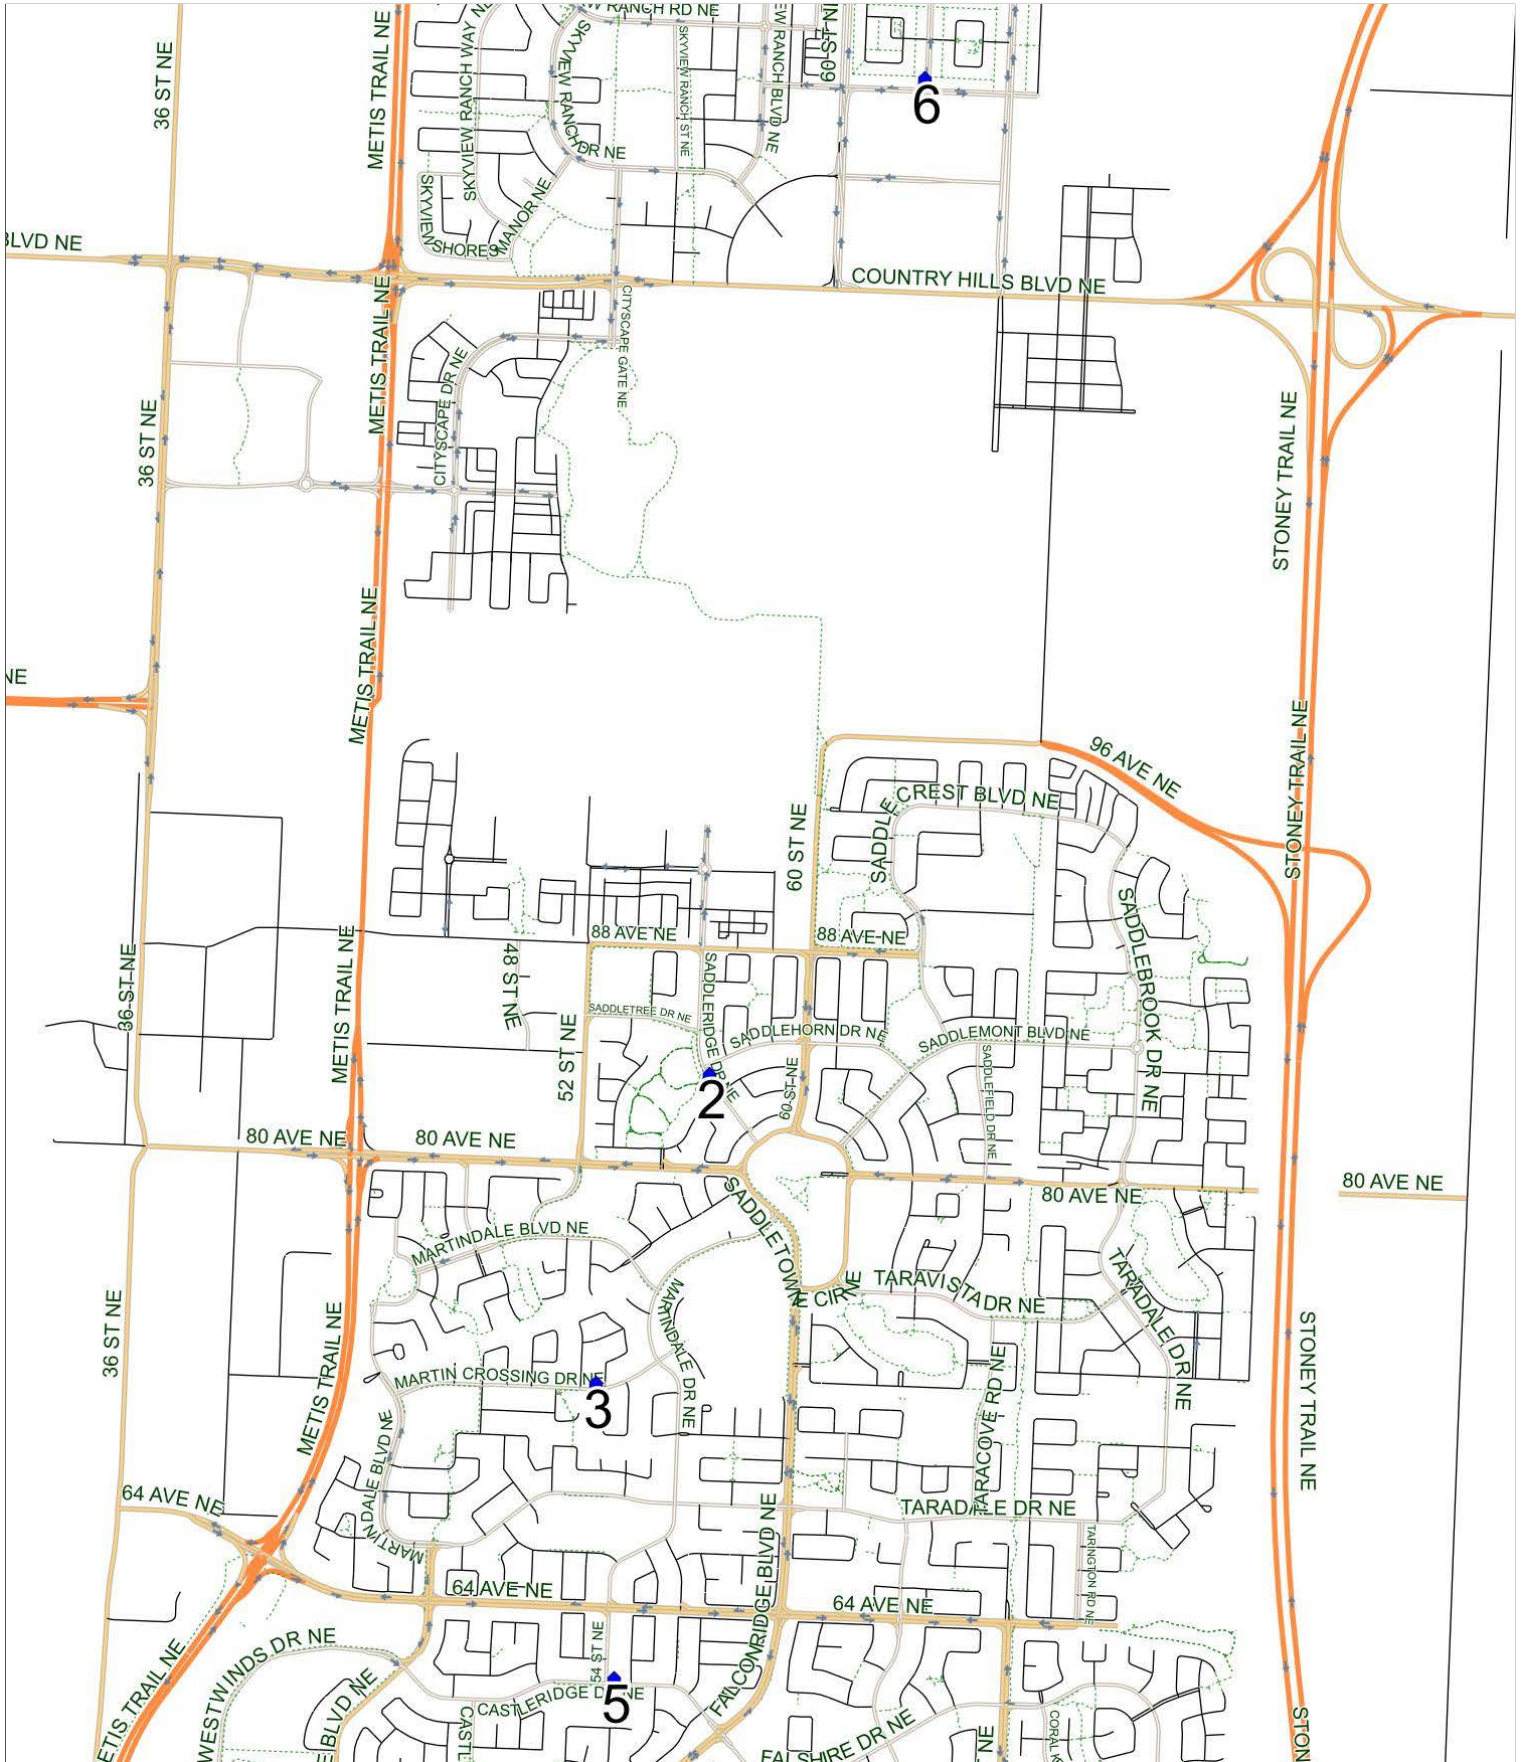 W RANCH RD NE
36 ST NE
METIS TRAIL NE
SKYVIEW RANCH WAY NE
SKYVIEW RANCH DR NE
SKYVIEW RANCH ST NE
EW RANCH BLVD NE
60 ST NE
6
SKYVIEW
SHORES
MANOR NE
BLVD NE
COUNTRY HILLS BLVD NE
METIS TRAIL NE
CITYSCAPE GATE NE
CITYSCAPE DR NE
36 ST NE
STONEY TRAIL NE
METIS TRAIL NE
NE
96 AVE NE
STONEY TRAIL NE
60 ST NE
SADDLE
CREST BLVD NE
88 AVE NE
88 AVE NE
36 ST NE
METIS TRAIL NE
48 ST NE
52 ST NE
SADDLETREE DR NE
SADDLERIDGE DR NE
SADDLEHORN DR NE
SADDLEMONT BLVD NE
SADDLEBROOK DR NE
SADDLEFIELD DR NE
60 ST NE
2
80 AVE NE
80 AVE NE
80 AVE NE
80 AVE NE
SADDLETOWNE CIR NE
MARTINDALE BLVD NE
MARTINDALE DR NE
TARAVISTA DR NE
TARADALE DR NE
36 ST NE
METIS TRAIL NE
STONEY TRAIL NE
MARTIN CROSSING DR NE
3
TARACOVE RD NE
MARTINDALE BLVD NE
MARTIN
64 AVE NE
TARADALE DR NE
TARINGTON RD NE
FALCONRIDGE BLVD NE
64 AVE NE
64 AVE NE
54 ST NE
5
CASTLERIDGE DR NE
WESTWINDS DR NE
METIS TRAIL NE
E BLVD NE
CASTL
FALSHIRE DR NE
NE
CORAL
STON